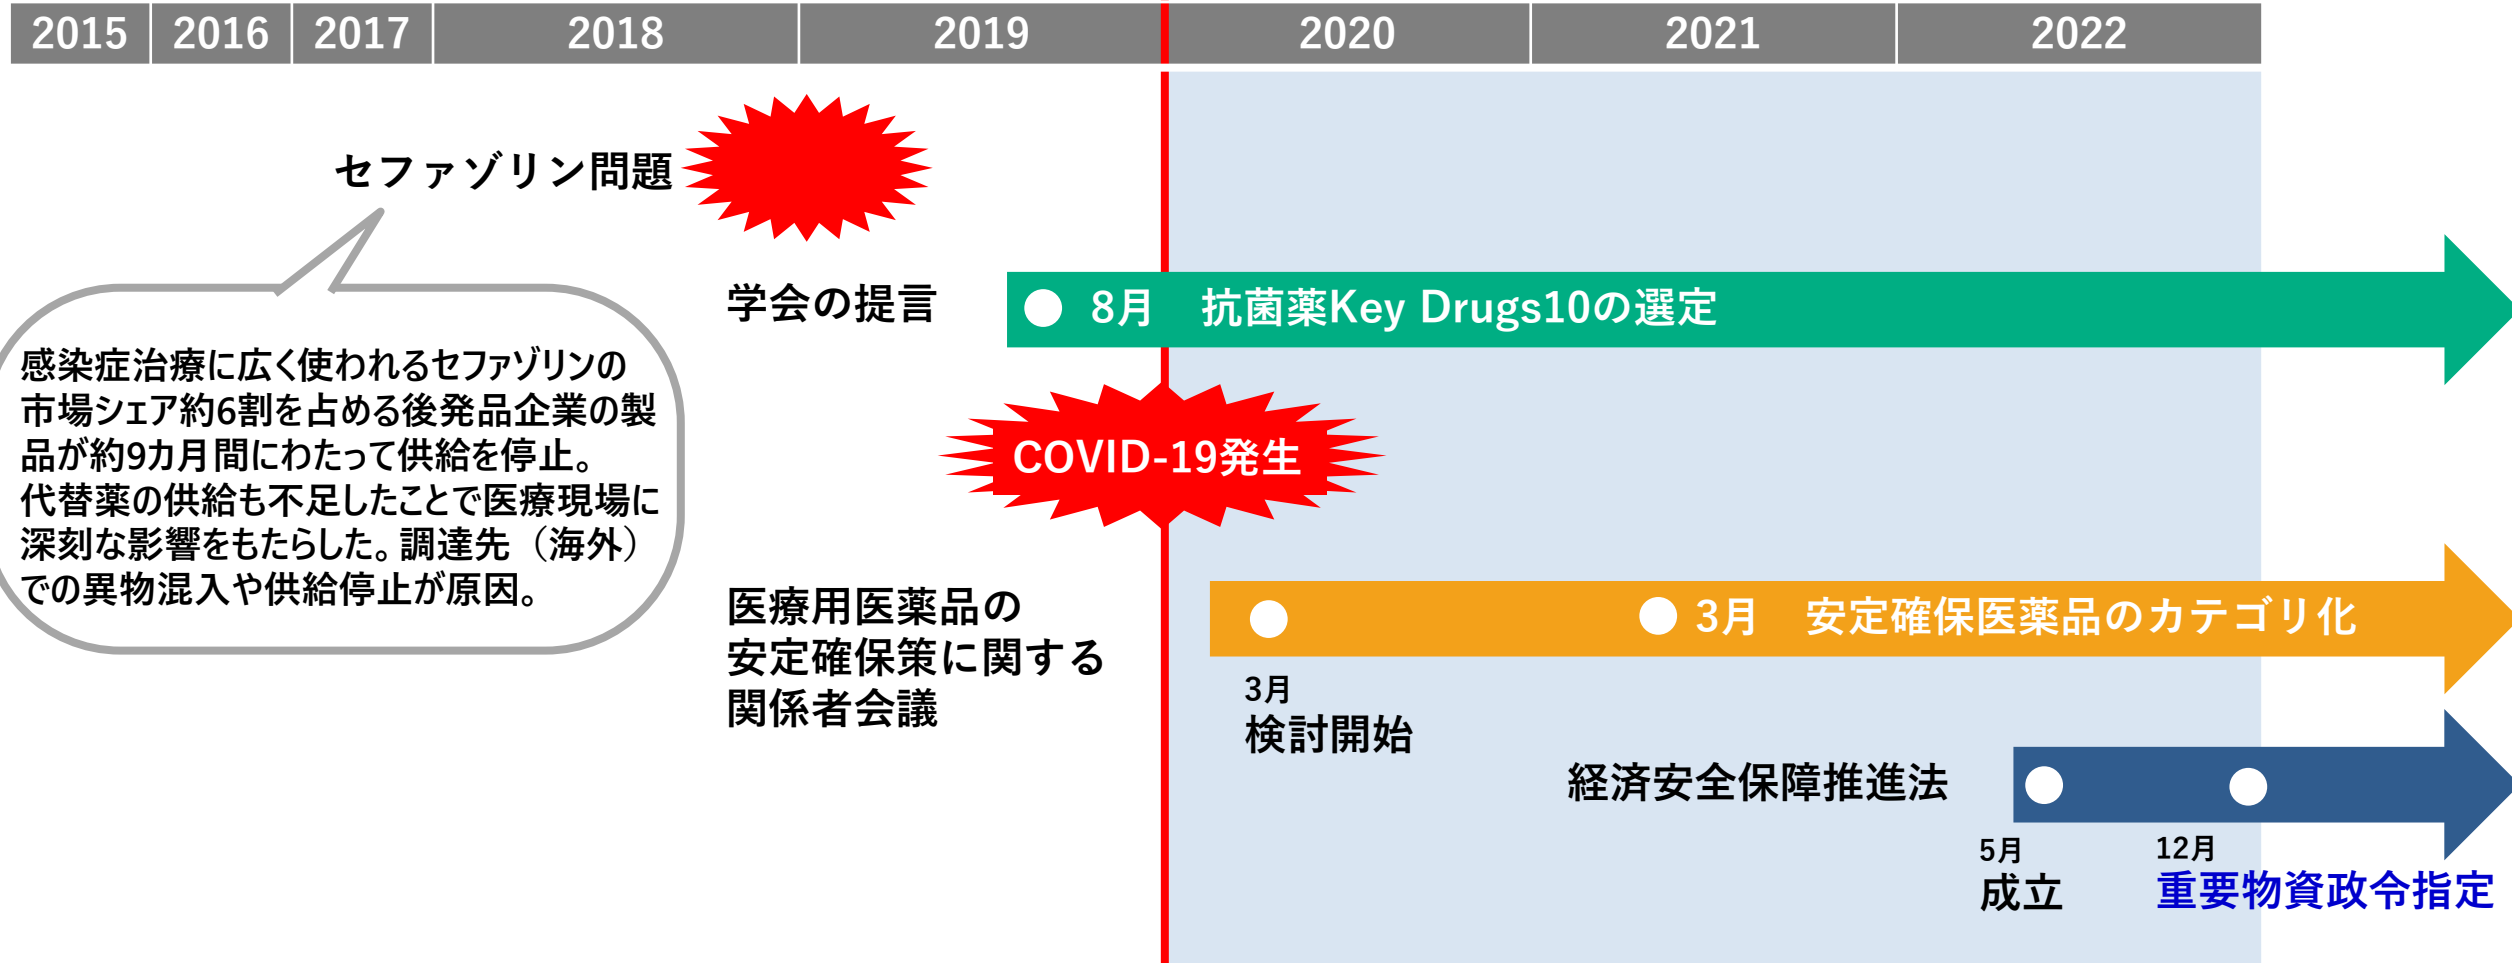 2015 2016 2017 2018 2019 2020 2021 2022
セファゾリン問題
感染症治療に広く使われるセファゾリンの
市場シェア約6割を占める後発品企業の製
品が約9カ月間にわたって供給を停止。
代替薬の供給も不足したことで医療現場に
深刻な影響をもたらした。調達先（海外）
での異物混入や供給停止が原因。
学会の提言
8月 抗菌薬Key Drugs10の選定
COVID-19発生
医療用医薬品の
安定確保策に関する
関係者会議
3月 安定確保医薬品のカテゴリ化
3月
検討開始
経済安全保障推進法
5月
成立
12月
重要物資政令指定